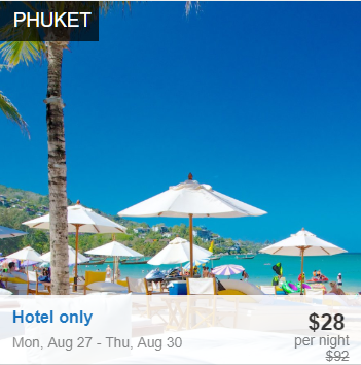 PHUKET
Hotel only
$28
Mon, Aug 27 - Thu, Aug 30
per night
$92